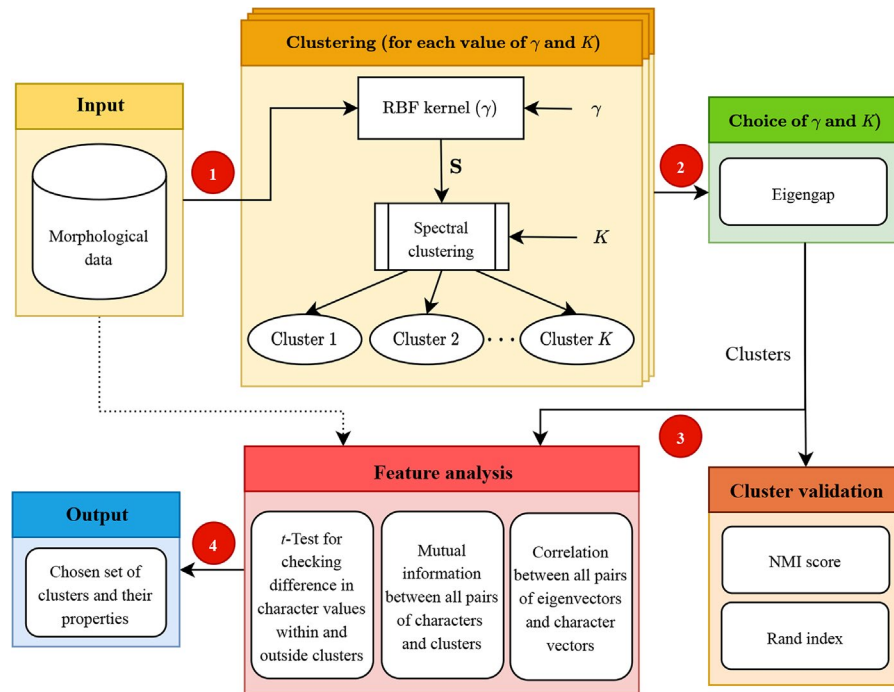 Clustering (for each value of γ and K)
Input
RBF kernel (γ)
γ
Choice of γ and K)
1
2
S
Eigengap
Morphological
data
Spectral
clustering
K
Cluster 1
Cluster 2
...
Cluster K
Clusters
3
Feature analysis
Cluster validation
Output
4
t-Test for
checking
difference in
character values
within and
outside clusters
Mutual
information
between all pairs
of characters
and clusters
Correlation
between all pairs
of eigenvectors
and character
vectors
NMI score
Chosen set of
clusters and their
properties
Rand index